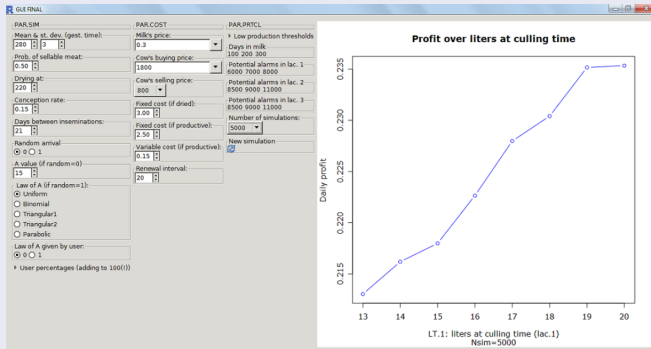 GUI FINAL
PAR.SIM
Mean & st. dev. (gest. time):
280 3
Prob. of sellable meat:
0.50
Drying at:
220
Conception rate:
0.15
Days between inseminations:
21
Random arrival
0 1
A value (if random=0)
15
Law of A (if random=1):
Uniform
Binomial
Triangular1
Triangular2
Parabolic
Law of A given by user:
0 1
User percentages (adding to 100(!))
PAR.COST
Milk's price:
0.3
Cow's buying price:
1800
Cow's selling price:
800
Fixed cost (if dried):
3.00
Fixed cost (if productive):
2.50
Variable cost (if productive):
0.15
Renewal interval:
20
PAR.PRTCL
Low production thresholds
Days in milk
100 200 300
Potential alarms in lac. 1
6000 7000 8000
Potential alarms in lac. 2
8500 9000 11000
Potential alarms in lac. 3
8500 9000 11000
Number of simulations:
5000
New simulation
Profit over liters at culling time
Daily profit
0.235
0.230
0.225
0.220
0.215
13 14 15 16 17 18 19 20
LT.1: liters at culling time (lac.1)
Nsim=5000